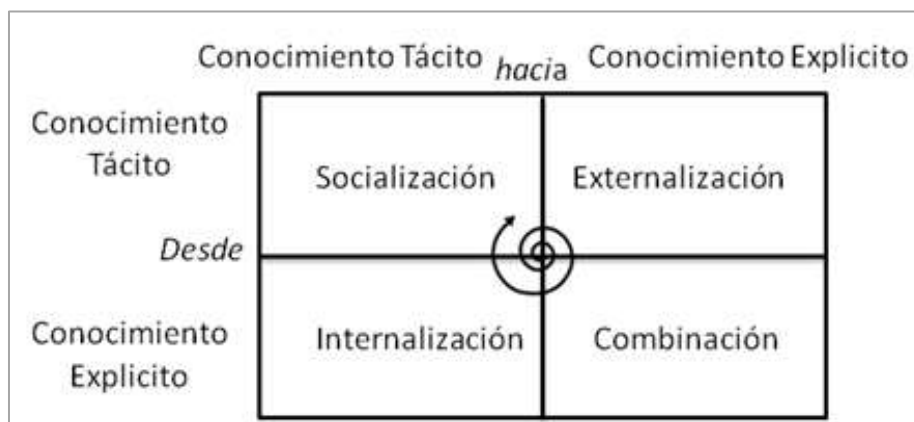 Conocimiento Tácito hacia Conocimiento Explicito
Conocimiento
Tácito
Socialización Externalización
Desde
Conocimiento
Explicito
Internalización Combinación